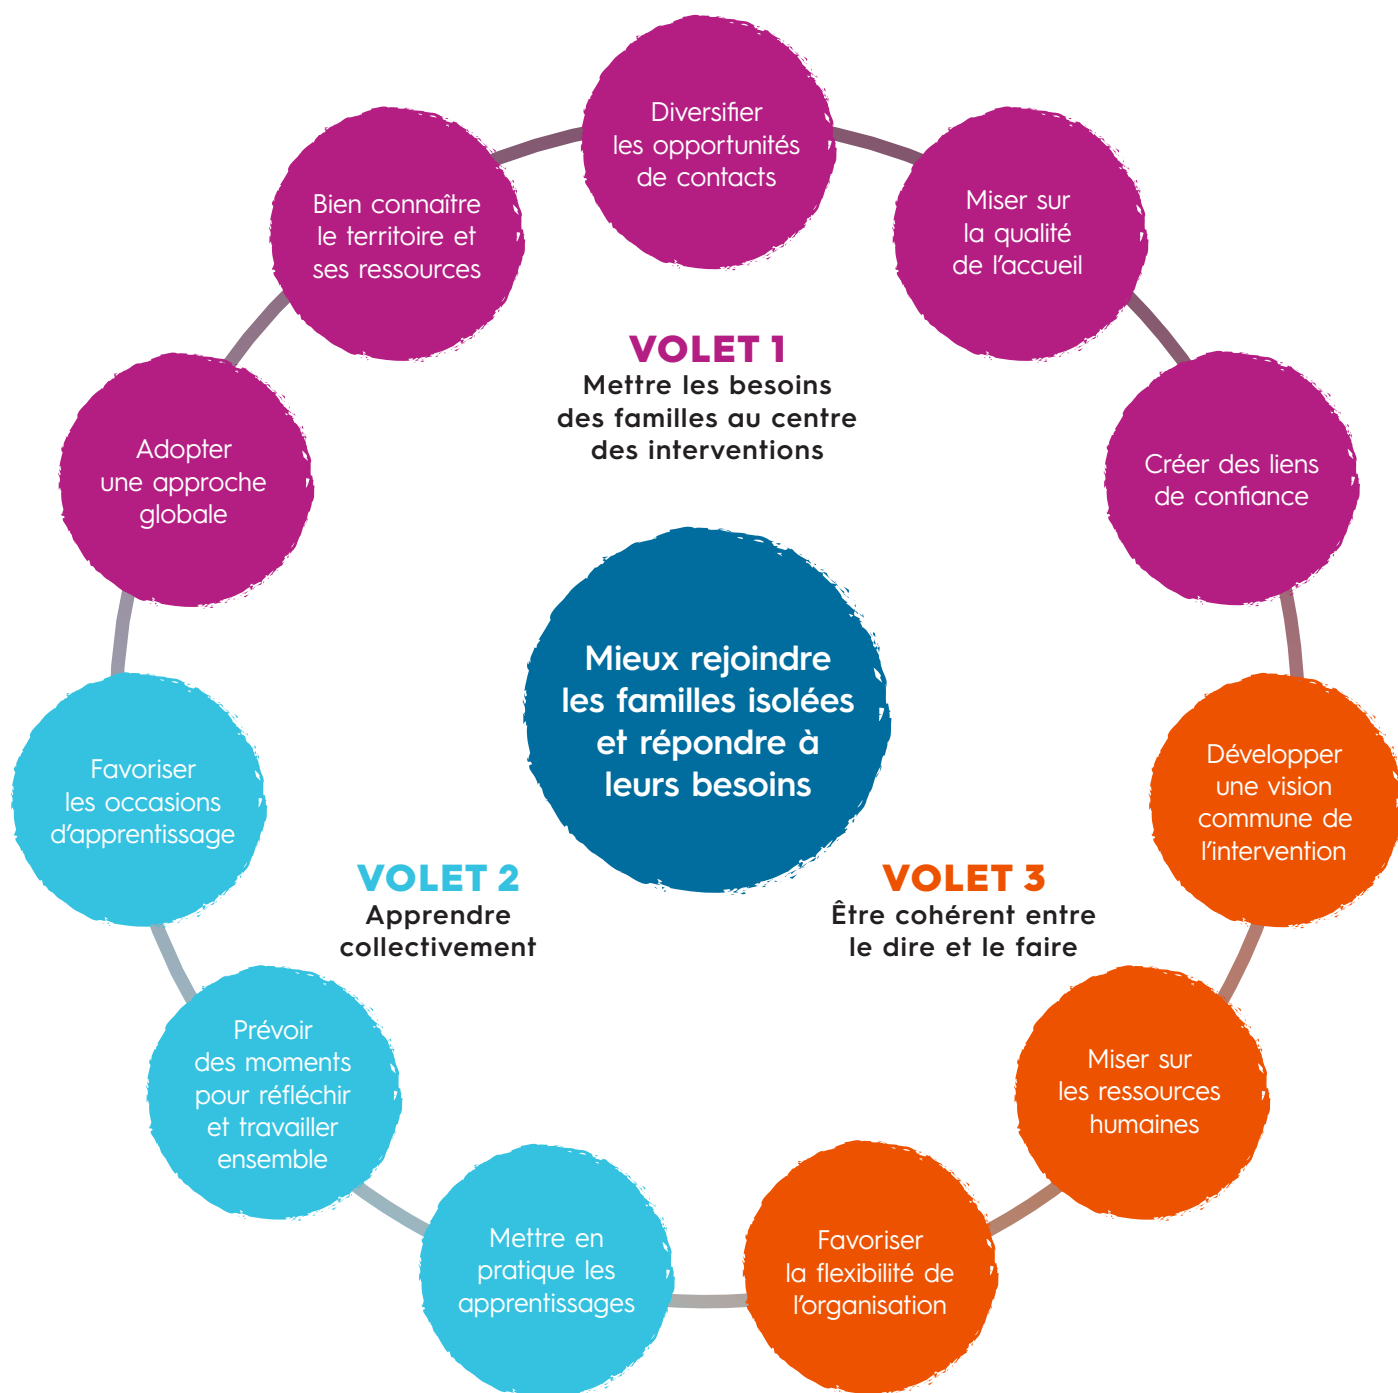 Diversifier
les opportunités
de contacts
Bien connaître
le territoire et
ses ressources
Miser sur
la qualité
de l'accueil
VOLET 1
Mettre les besoins
des familles au centre
des interventions
Adopter
une approche
globale
Créer des liens
de confiance
Mieux rejoindre
les familles isolées
et répondre à
leurs besoins
Favoriser
les occasions
d'apprentissage
Développer
une vision
commune de
l'intervention
VOLET 2
Apprendre
collectivement
VOLET 3
Être cohérent entre
le dire et le faire
Prévoir
des moments
pour réfléchir
et travailler
ensemble
Miser sur
les ressources
humaines
Mettre en
pratique les
apprentissages
Favoriser
la flexibilité de
l'organisation